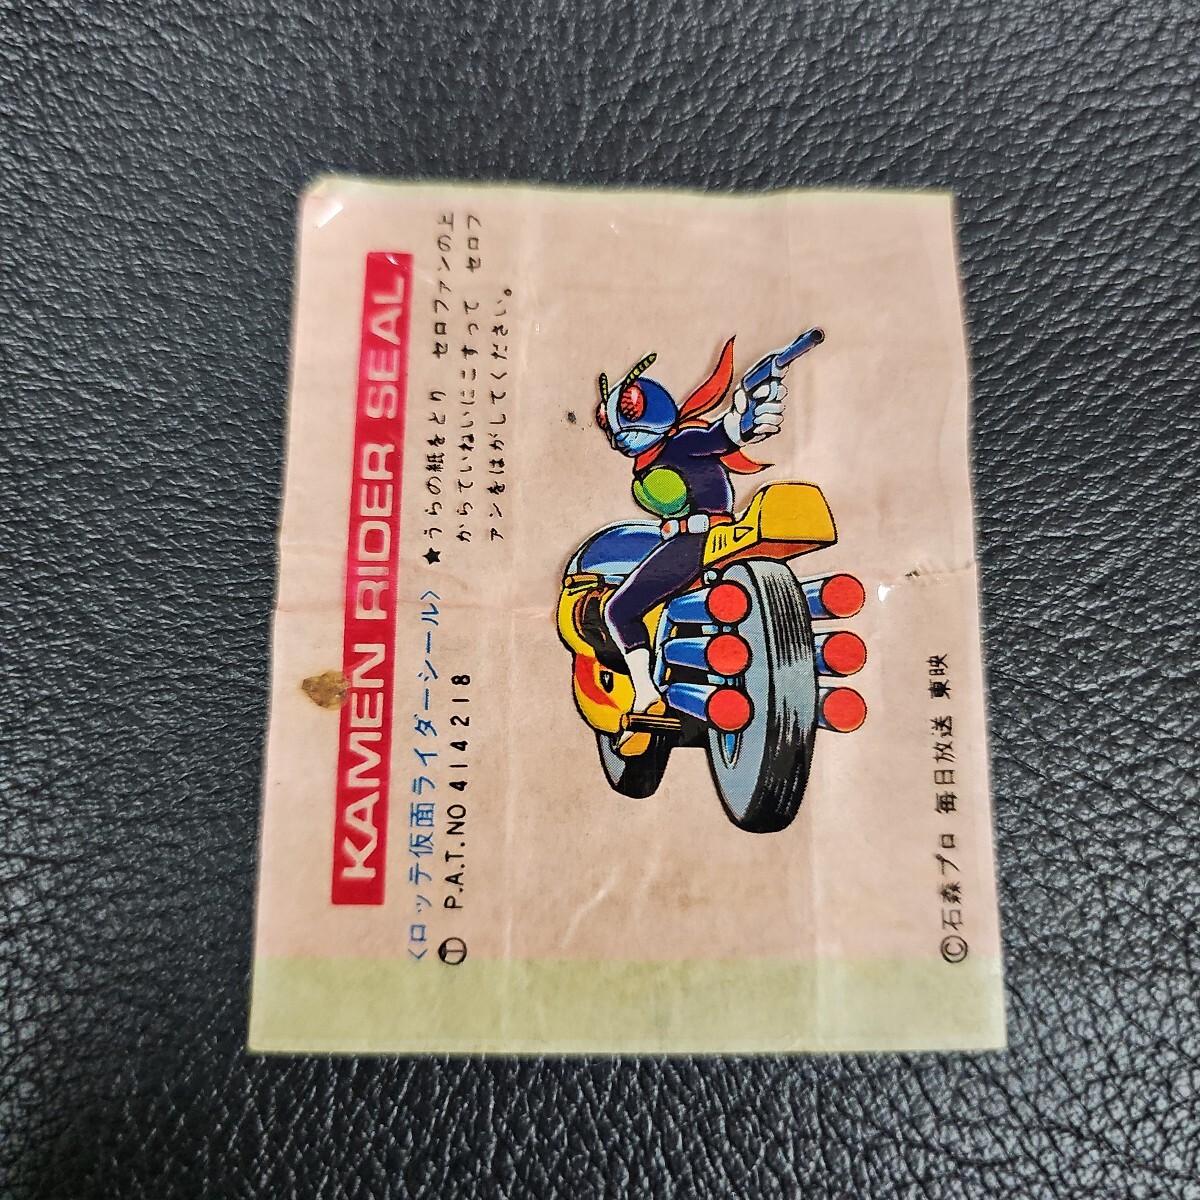 KAMEN RIDER SEAL
〈ロッテ仮面ライダーシール〉
① P.A.T.NO 414218
★うらの紙をとり セロファンの上
からていねいにこすって セロフ
アンをはがしてください。
©石森プロ 毎日放送 東映